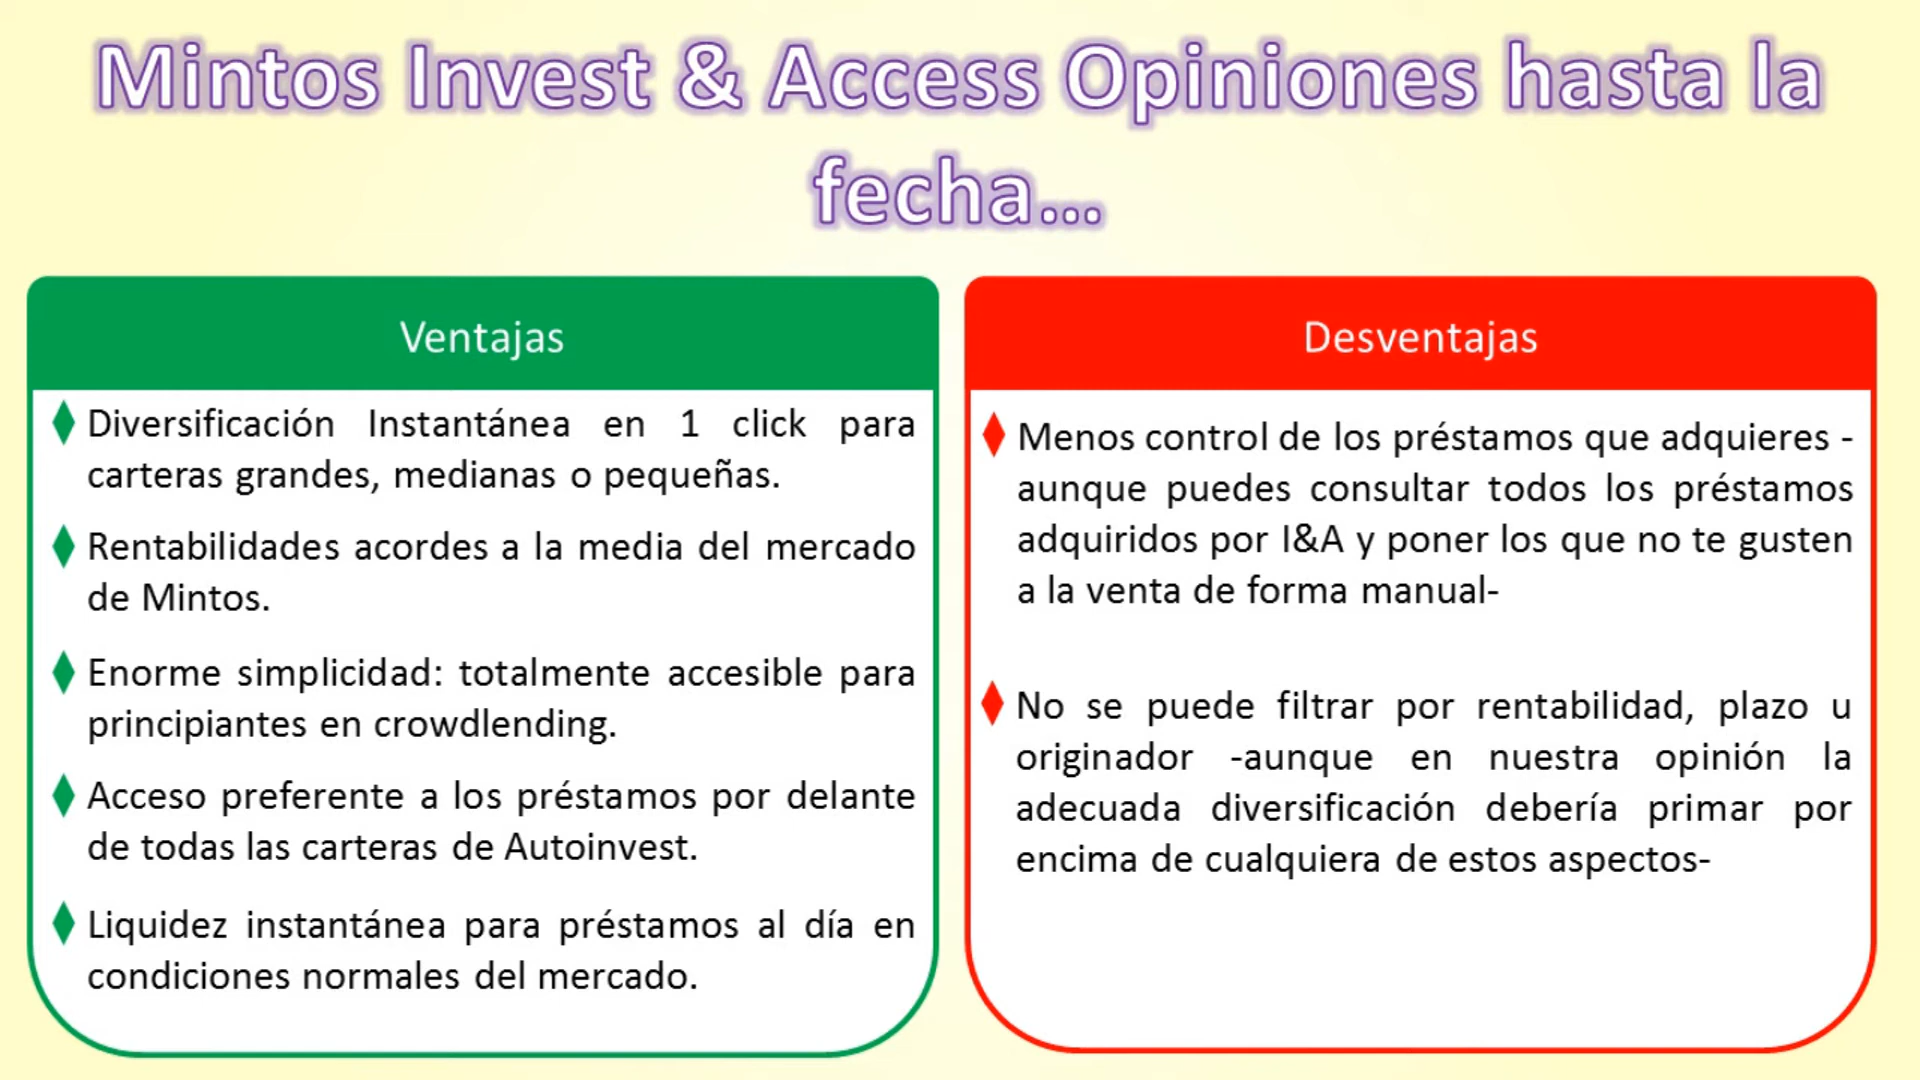 Mintos Invest & Access Opiniones hasta la
fecha...
Ventajas
Diversificación Instantánea en 1 click para
carteras grandes, medianas o pequeñas.
Rentabilidades acordes a la media del mercado
de Mintos.
Enorme simplicidad: totalmente accesible para
principiantes en crowdlending.
Acceso preferente a los préstamos por delante
de todas las carteras de Autoinvest.
Liquidez instantánea para préstamos al día en
condiciones normales del mercado.
Desventajas
Menos control de los préstamos que adquieres -
aunque puedes consultar todos los préstamos
adquiridos por I&A y poner los que no te gusten
a la venta de forma manual-
No se puede filtrar por rentabilidad, plazo u
originador -aunque en nuestra opinión la
adecuada diversificación debería primar por
encima de cualquiera de estos aspectos-